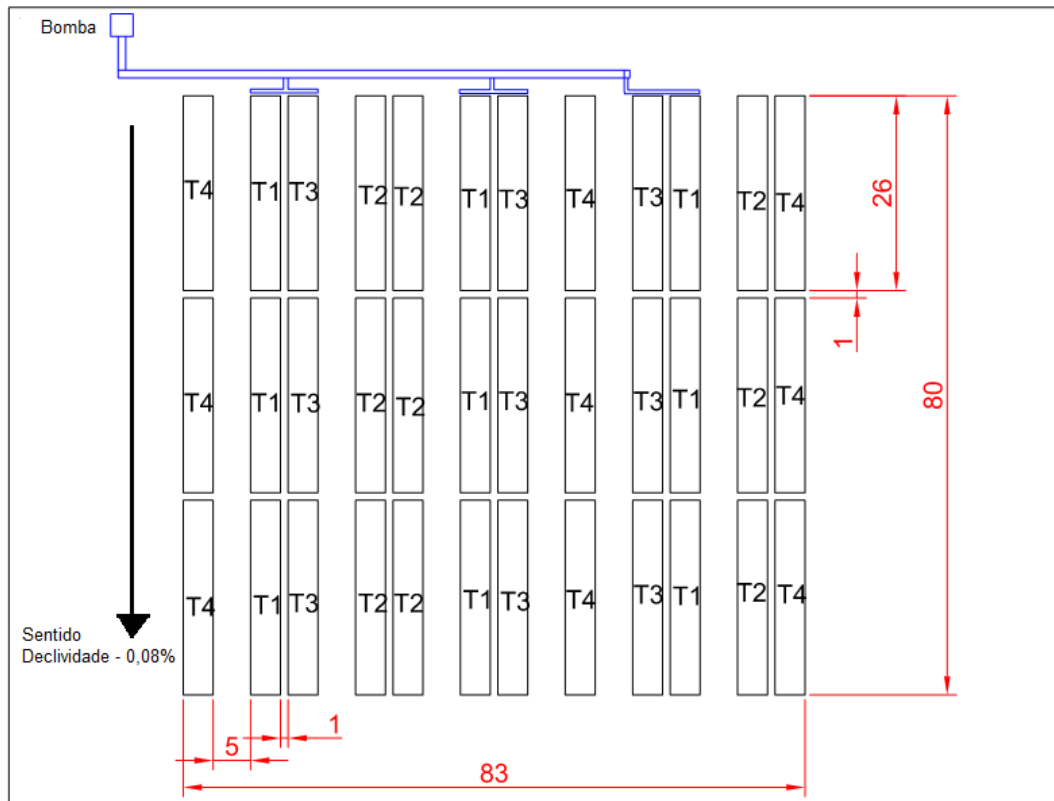 Bomba
T4 T1 T3 T2 T2 T1 T3 T4 T3 T1 T2 T4
26
1
T4 T1 T3 T2 T2 T1 T3 T4 T3 T1 T2 T4
80
T4 T1 T3 T2 T2 T1 T3 T4 T3 T1 T2 T4
Sentido
Declividade - 0,08%
1
5
83